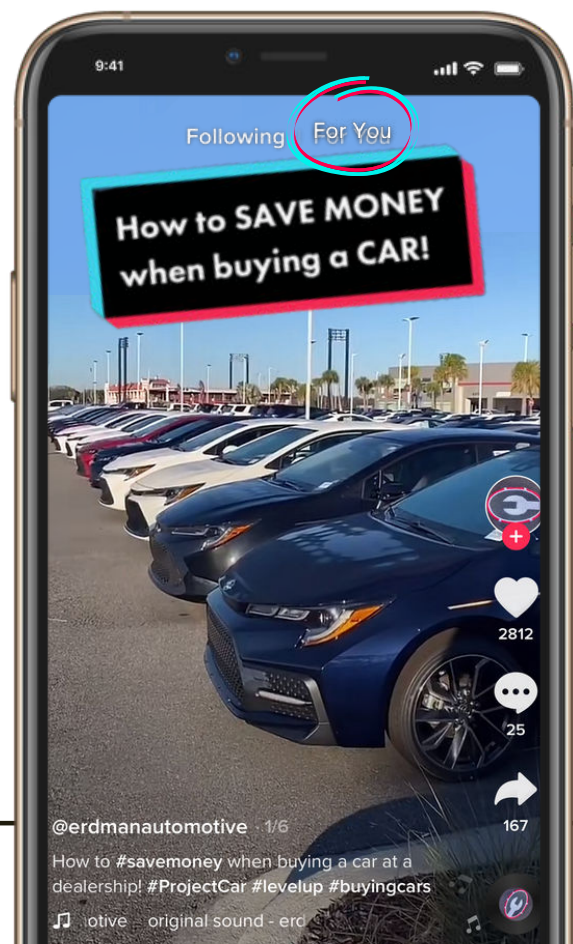 9:41
Following
For You
How to SAVE MONEY
when buying a CAR!
2812
25
167
@erdmanautomotive · 1/6
How to #savemoney when buying a car at a
dealership! #ProjectCar #levelup #buyingcars
otive original sound - erd